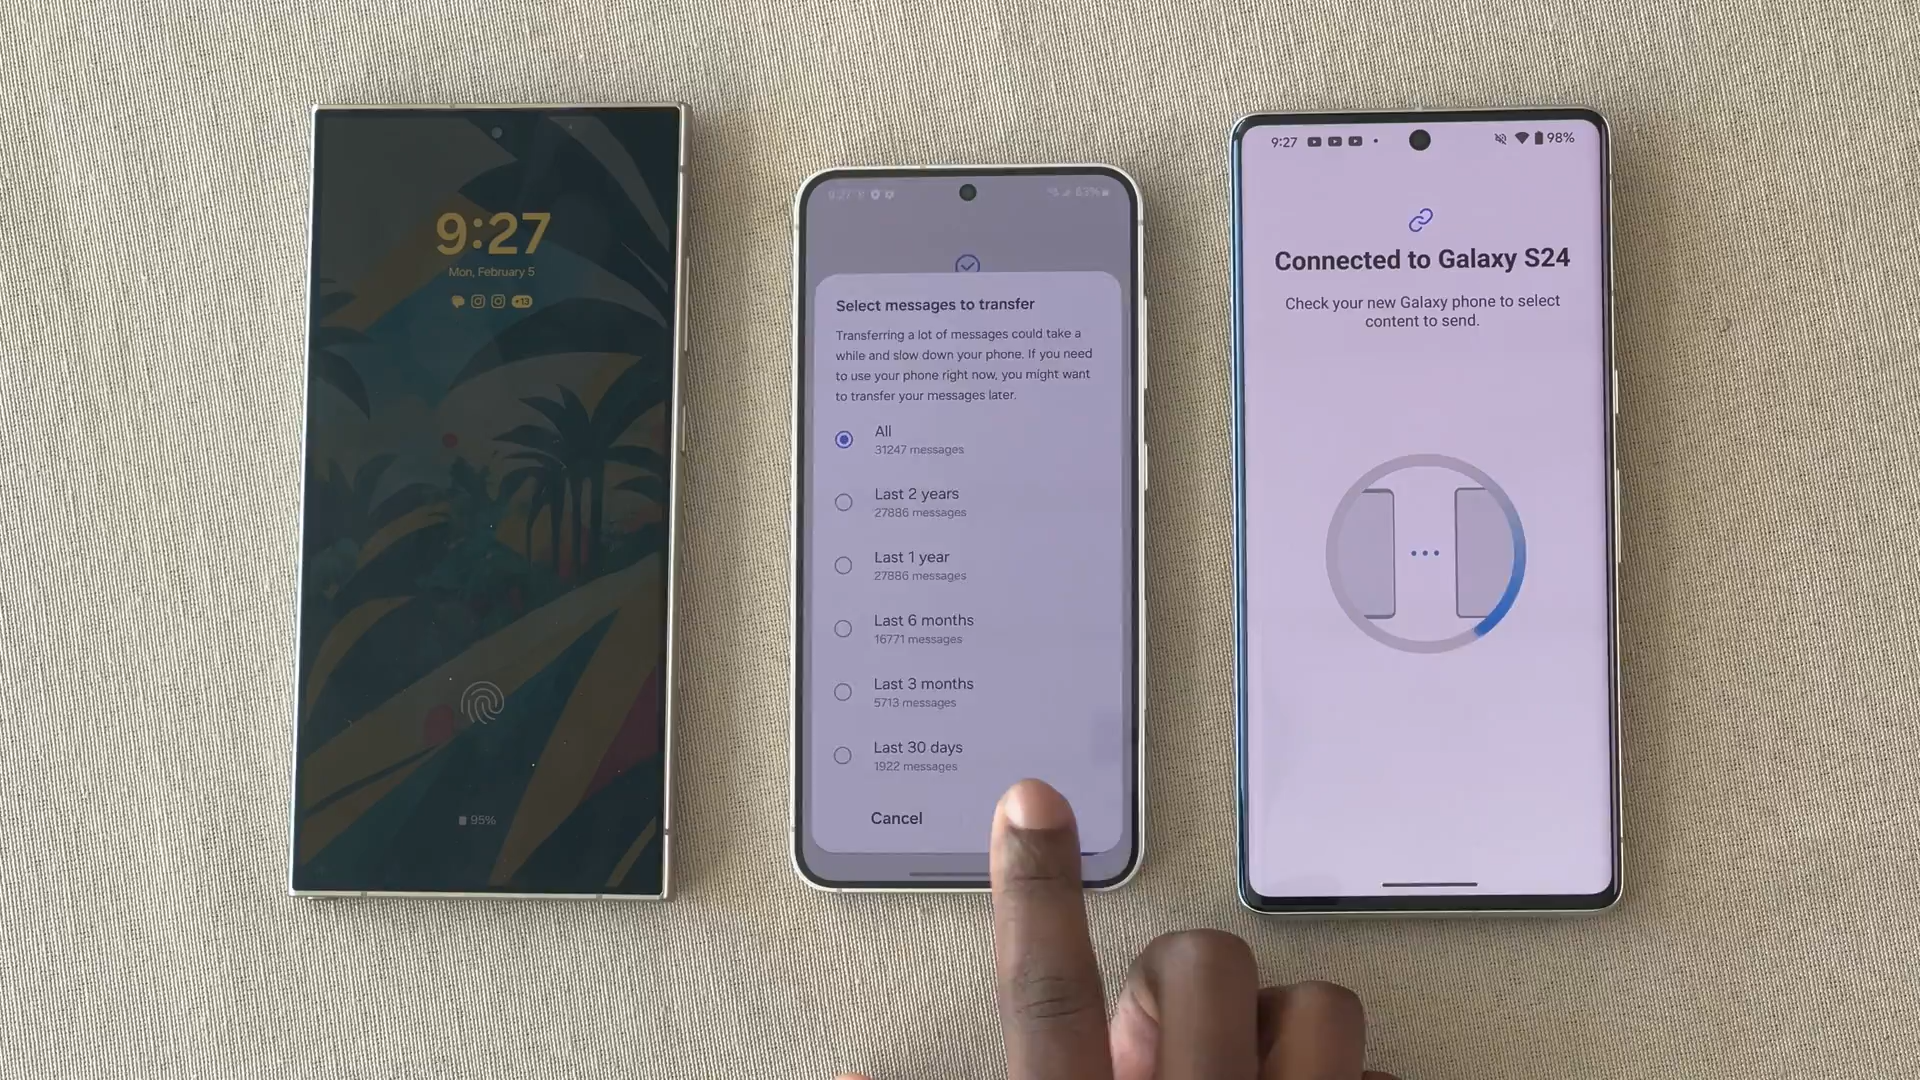 9:27
Mon, February 5
+13
95%
9:27
63%
Select messages to transfer
Transferring a lot of messages could take a
while and slow down your phone. If you need
to use your phone right now, you might want
to transfer your messages later.
All
31247 messages
Last 2 years
27886 messages
Last 1 year
27886 messages
Last 6 months
16771 messages
Last 3 months
5713 messages
Last 30 days
1922 messages
Cancel
9:27
98%
Connected to Galaxy S24
Check your new Galaxy phone to select
content to send.